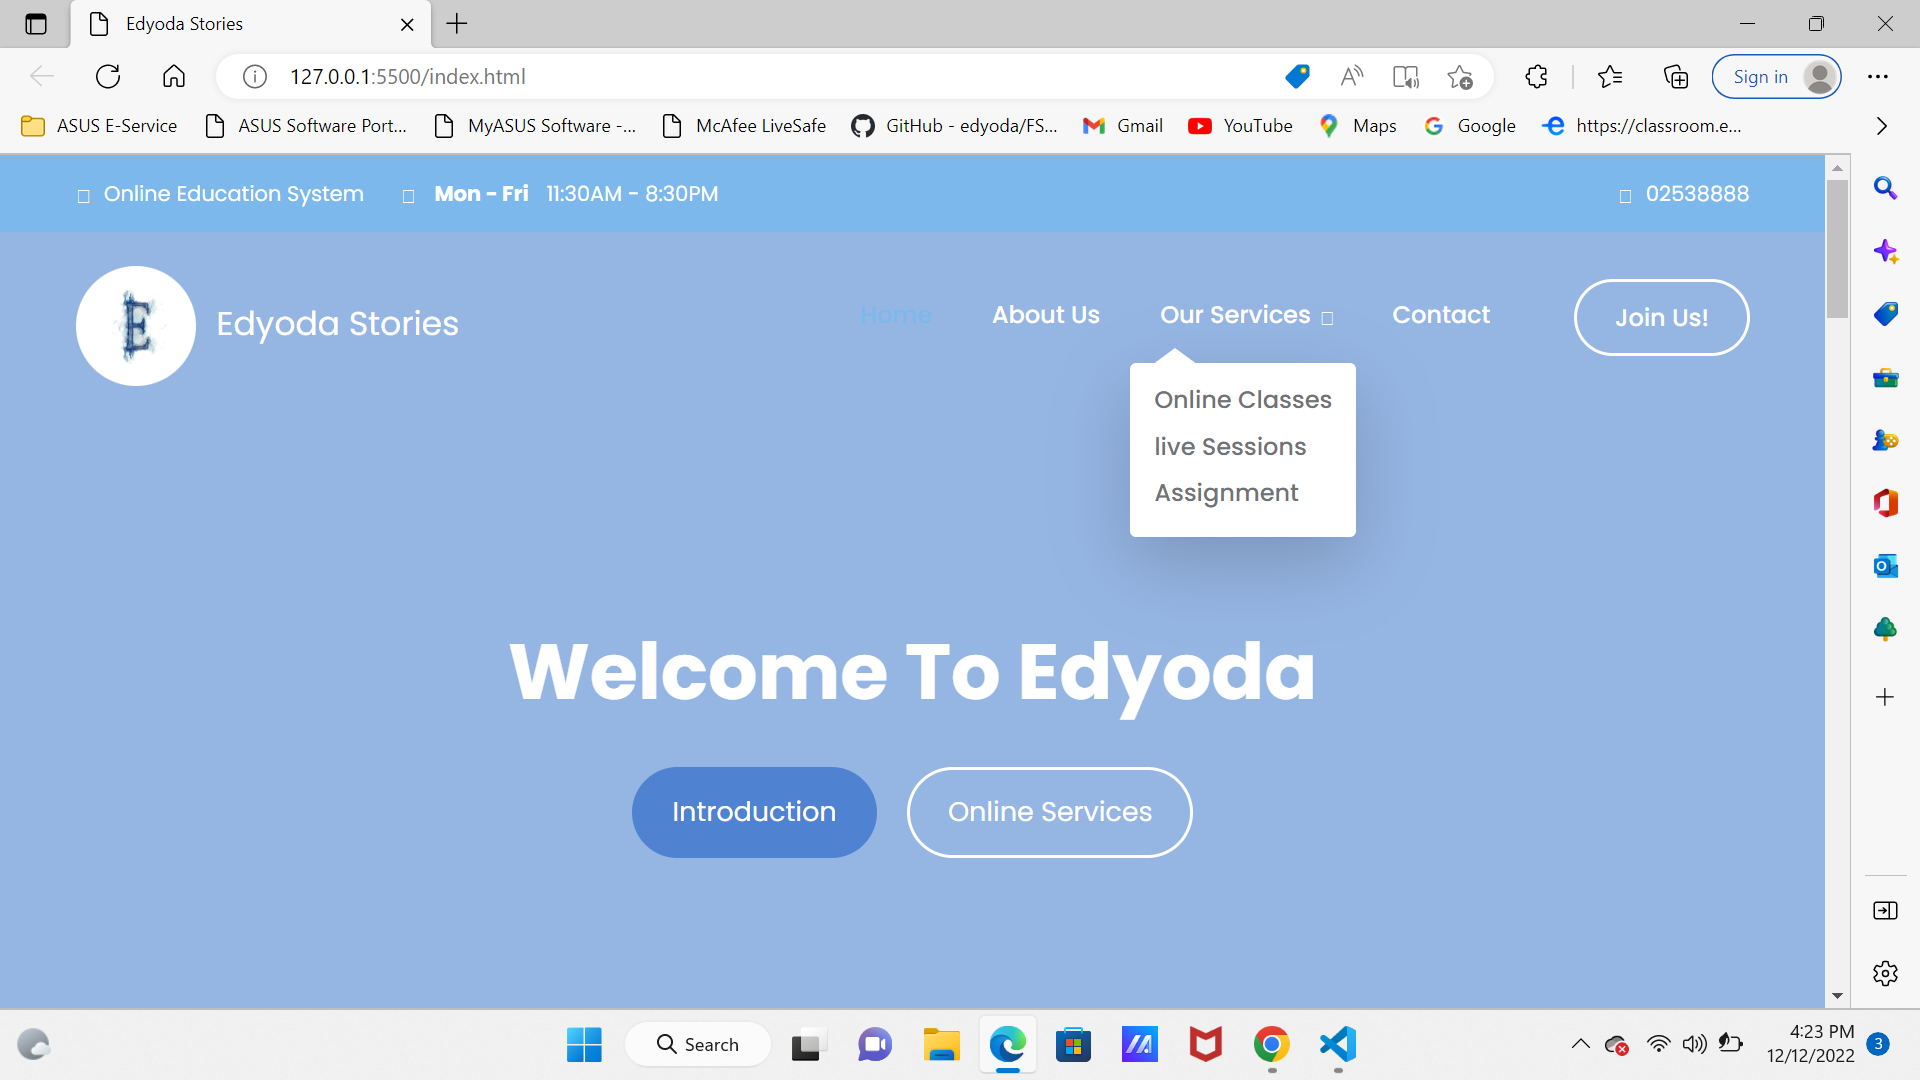 Edyoda Stories
127.0.0.1:5500/index.html
Sign in
ASUS E-Service
ASUS Software Port...
MyASUS Software -...
McAfee LiveSafe
GitHub - edyoda/FS...
Gmail
YouTube
Maps
Google
https://classroom.e...
Online Education System
Mon - Fri 11:30AM - 8:30PM
02538888
E
Edyoda Stories
Home
About Us
Our Services
Contact
Join Us!
Online Classes
live Sessions
Assignment
Welcome To Edyoda
Introduction
Online Services
Search
4:23 PM
12/12/2022
3